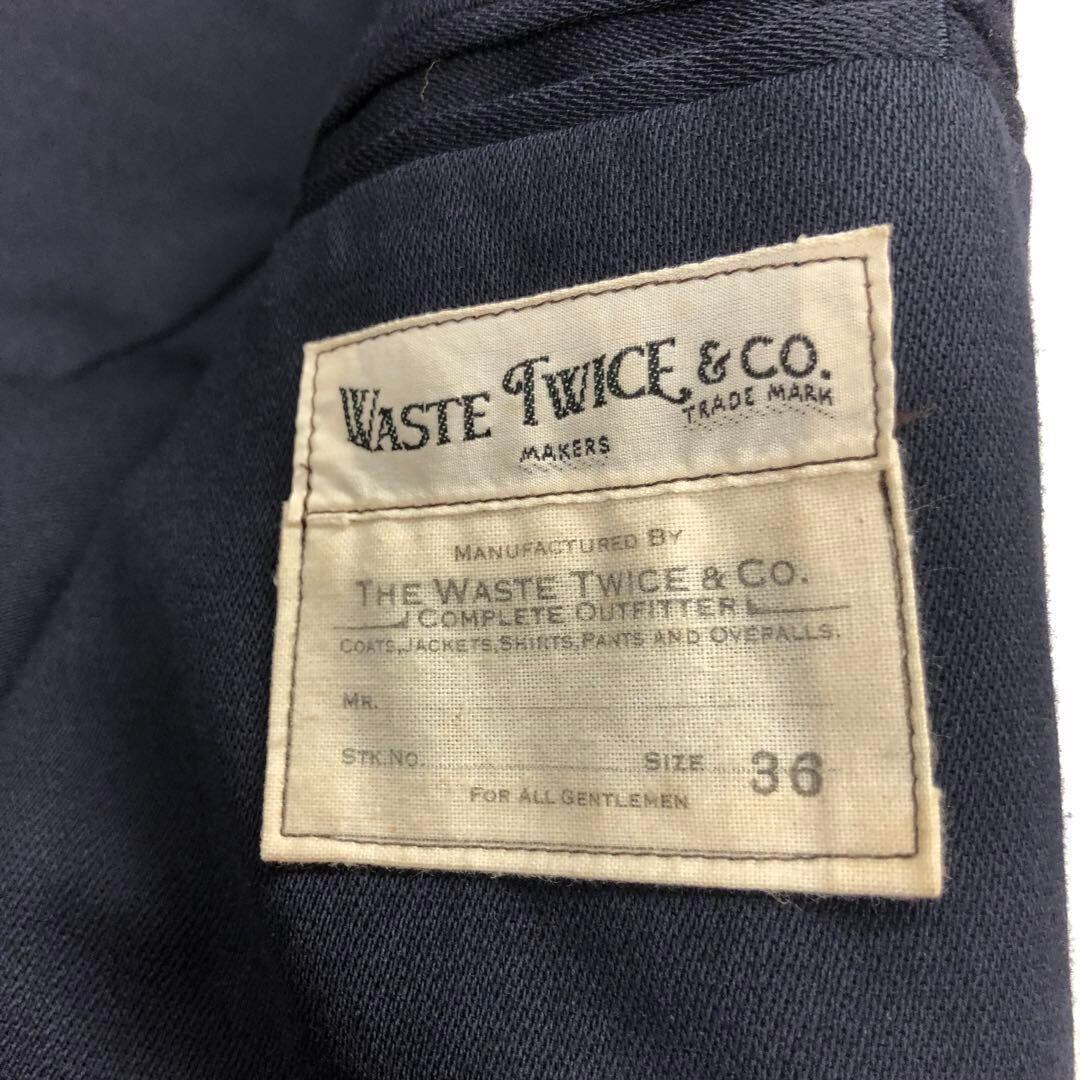 WASTE TWICE & CO.
TRADE MARK
MAKERS
MANUFACTURED BY
THE WASTE TWICE & CO.
COMPLETE OUTFITTER
COATS, JACKETS, SHIRTS, PANTS AND OVERALLS.
MR.
STK.NO. SIZE 36
FOR ALL GENTLEMEN